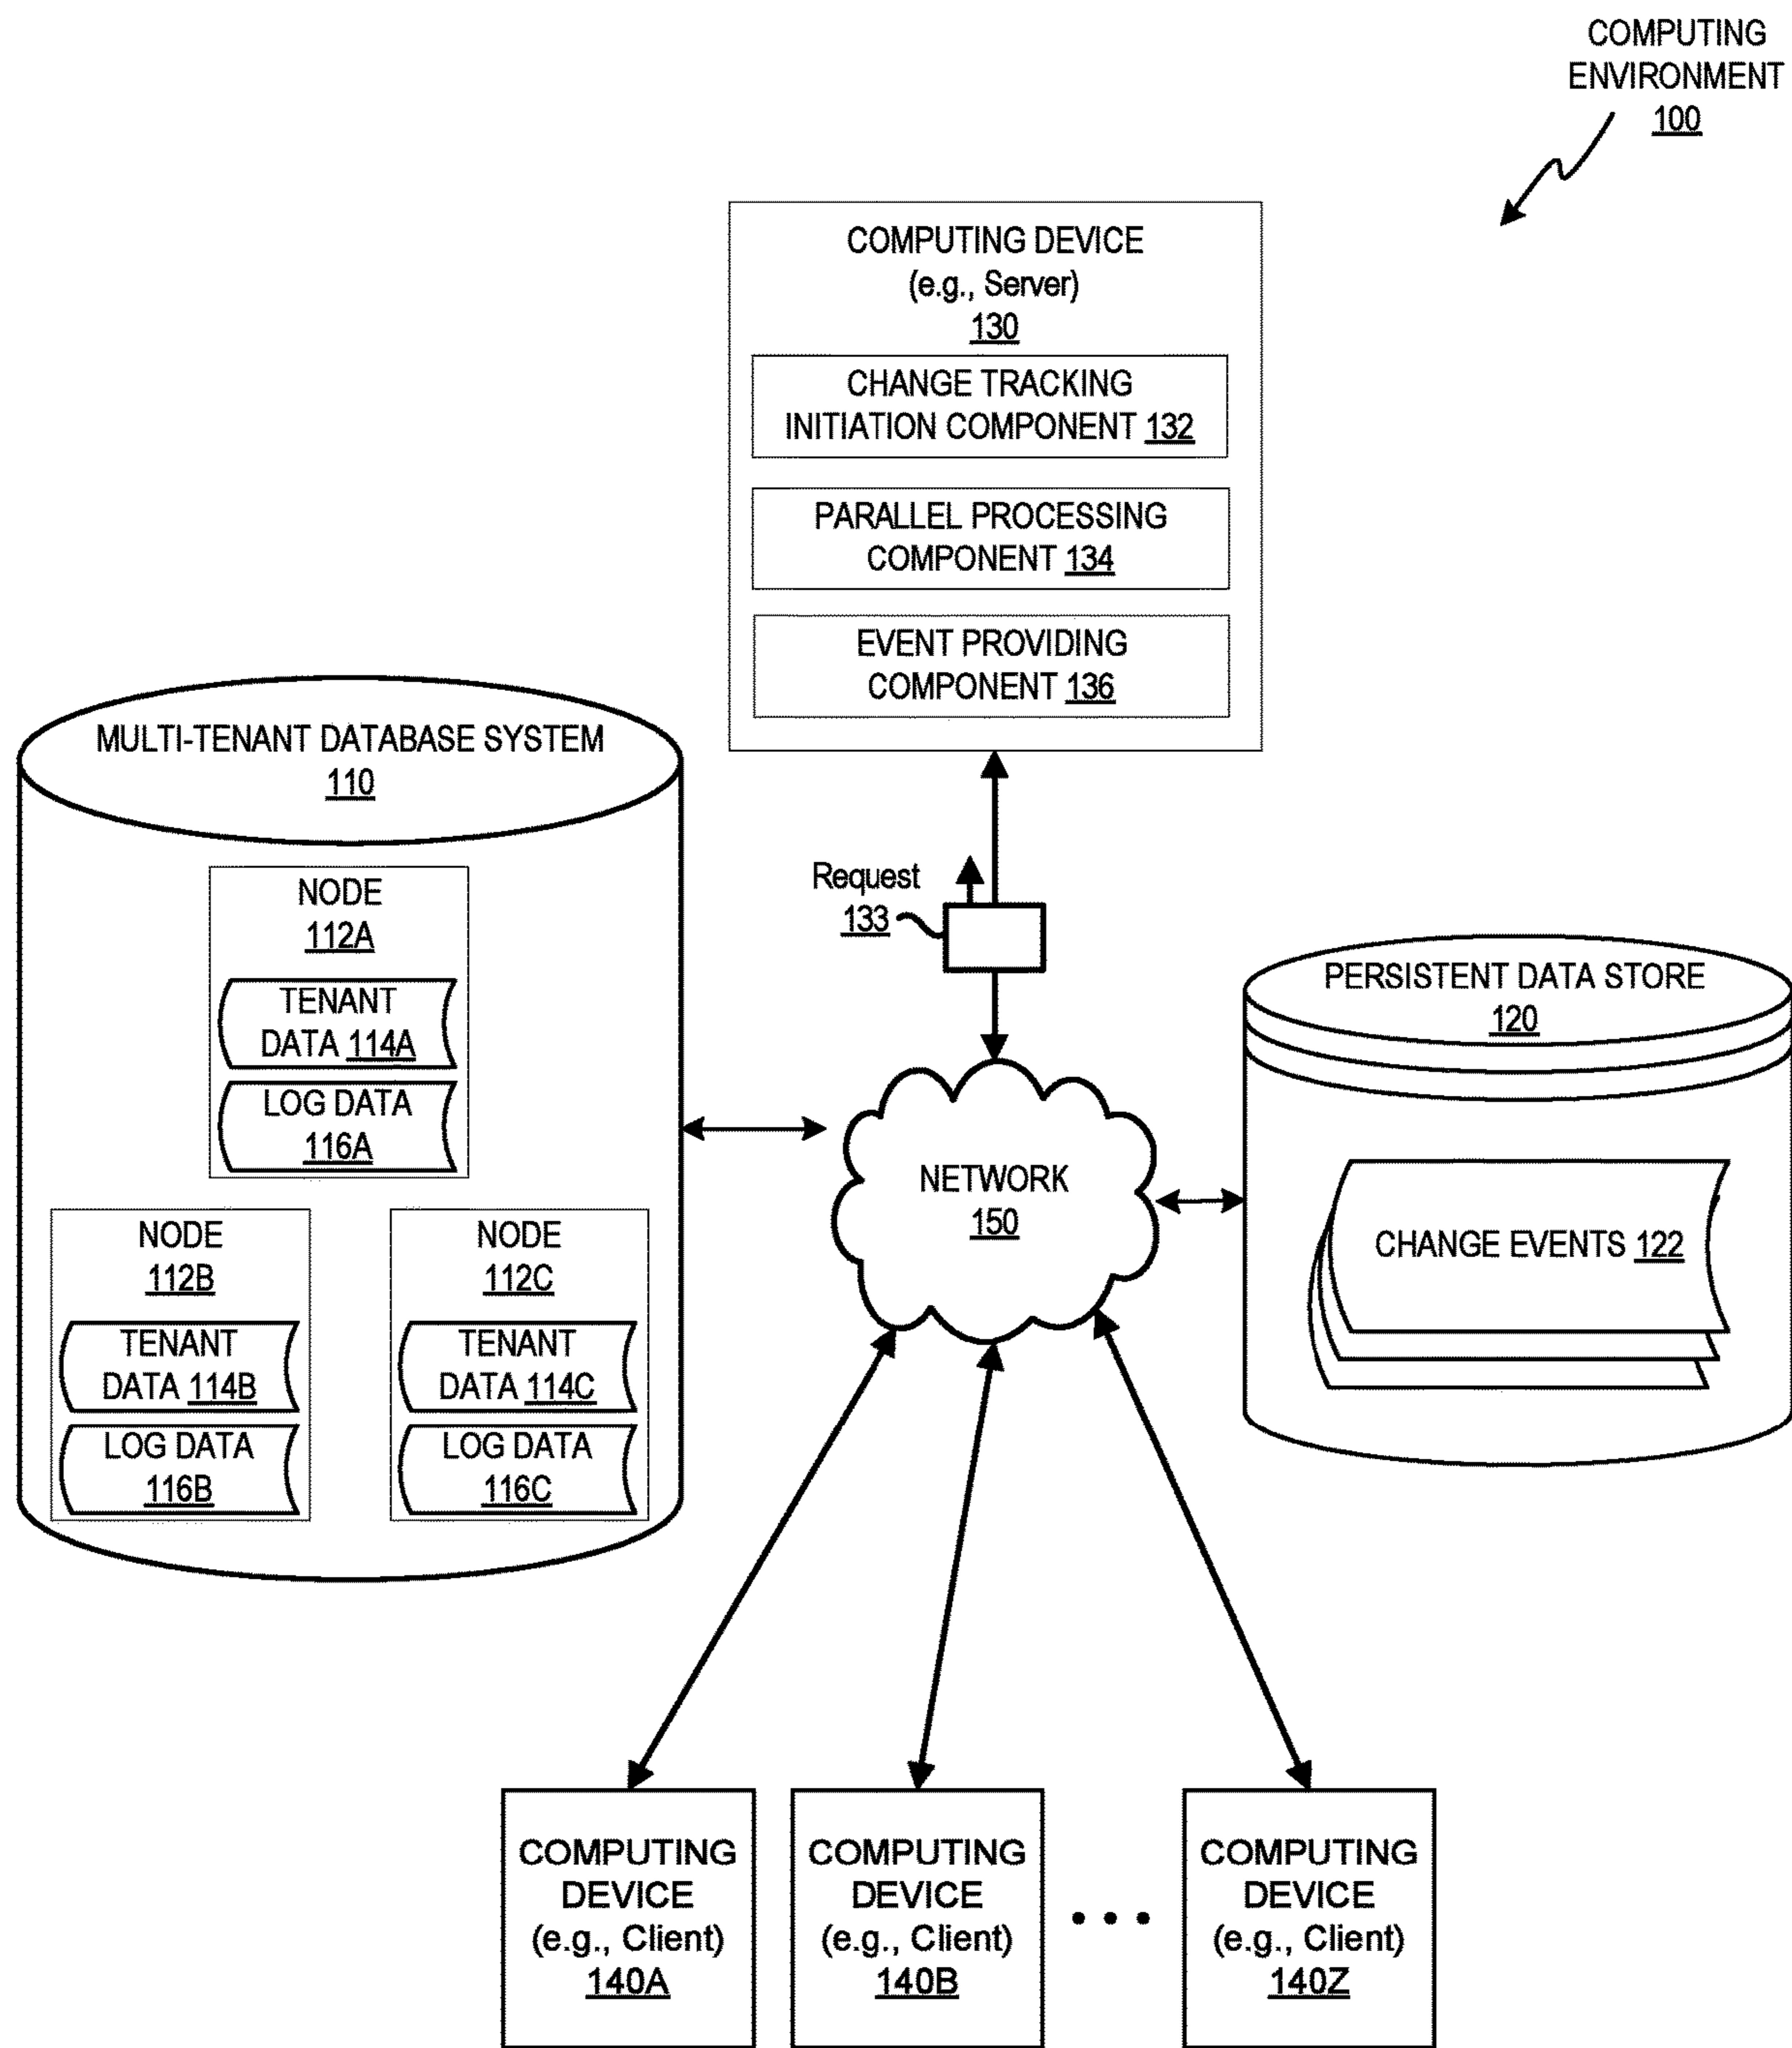 COMPUTING
ENVIRONMENT
100
COMPUTING DEVICE
(e.g., Server)
130
CHANGE TRACKING
INITIATION COMPONENT 132
PARALLEL PROCESSING
COMPONENT 134
EVENT PROVIDING
COMPONENT 136
MULTI-TENANT DATABASE SYSTEM
110
NODE
112A
TENANT
DATA 114A
LOG DATA
116A
NODE
112B
TENANT
DATA 114B
LOG DATA
116B
NODE
112C
TENANT
DATA 114C
LOG DATA
116C
Request
133
NETWORK
150
PERSISTENT DATA STORE
120
CHANGE EVENTS 122
COMPUTING
DEVICE
(e.g., Client)
140A
COMPUTING
DEVICE
(e.g., Client)
140B
• • •
COMPUTING
DEVICE
(e.g., Client)
140Z